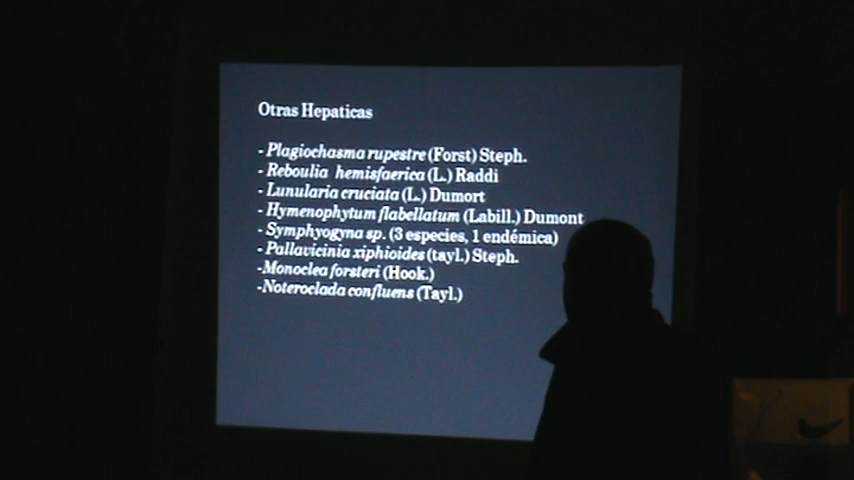 Otras Hepaticas
- Plagiochasma rupestre (Forst) Steph.
- Reboulia hemisfaerica (L.) Raddi
- Lunularia cruciata (L.) Dumort
- Hymenophytum flabellatum (Labill.) Dumont
- Symphyogyna sp. (3 especies, 1 endémica)
- Pallavicinia xiphioides (tayl.) Steph.
-Monoclea forsteri (Hook.)
-Noteroclada confluens (Tayl.)